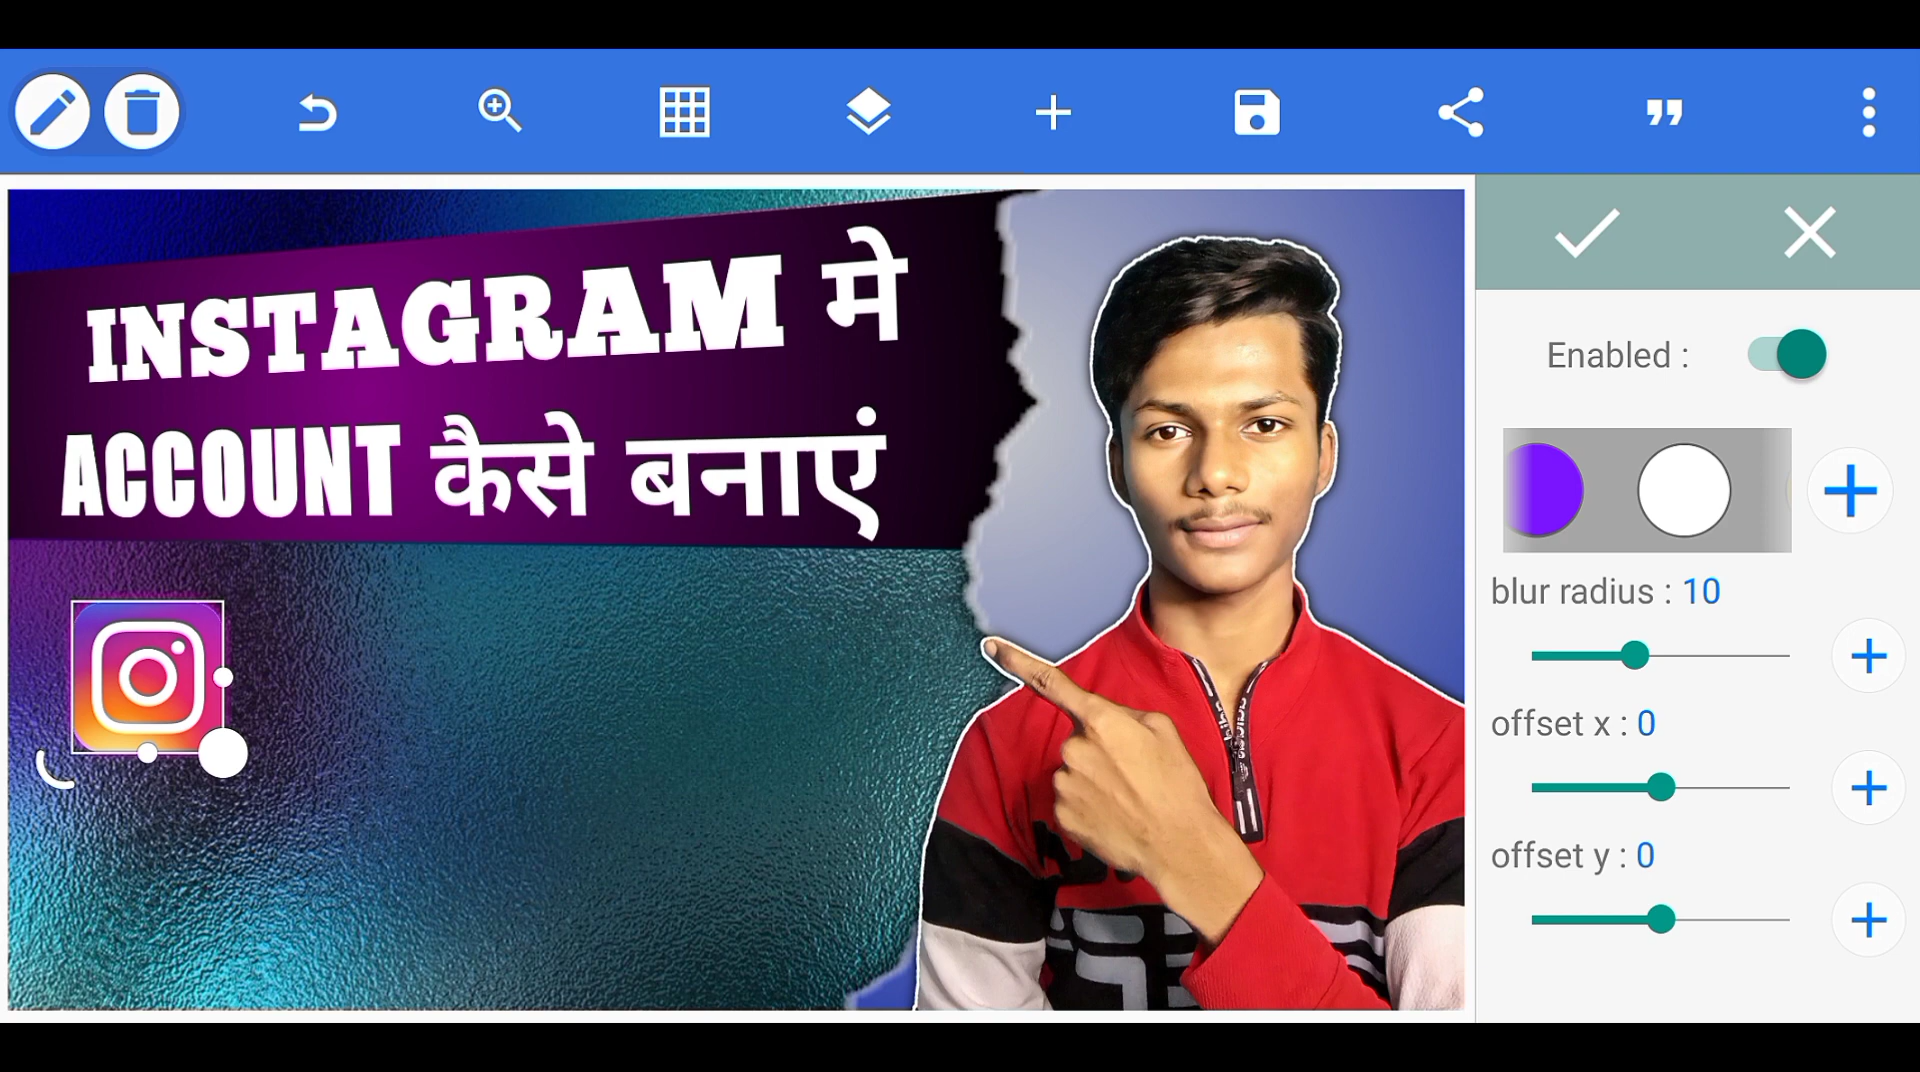 INSTAGRAM मे
ACCOUNT कैसे बनाएं
Enabled :
blur radius : 10
offset x : 0
offset y : 0